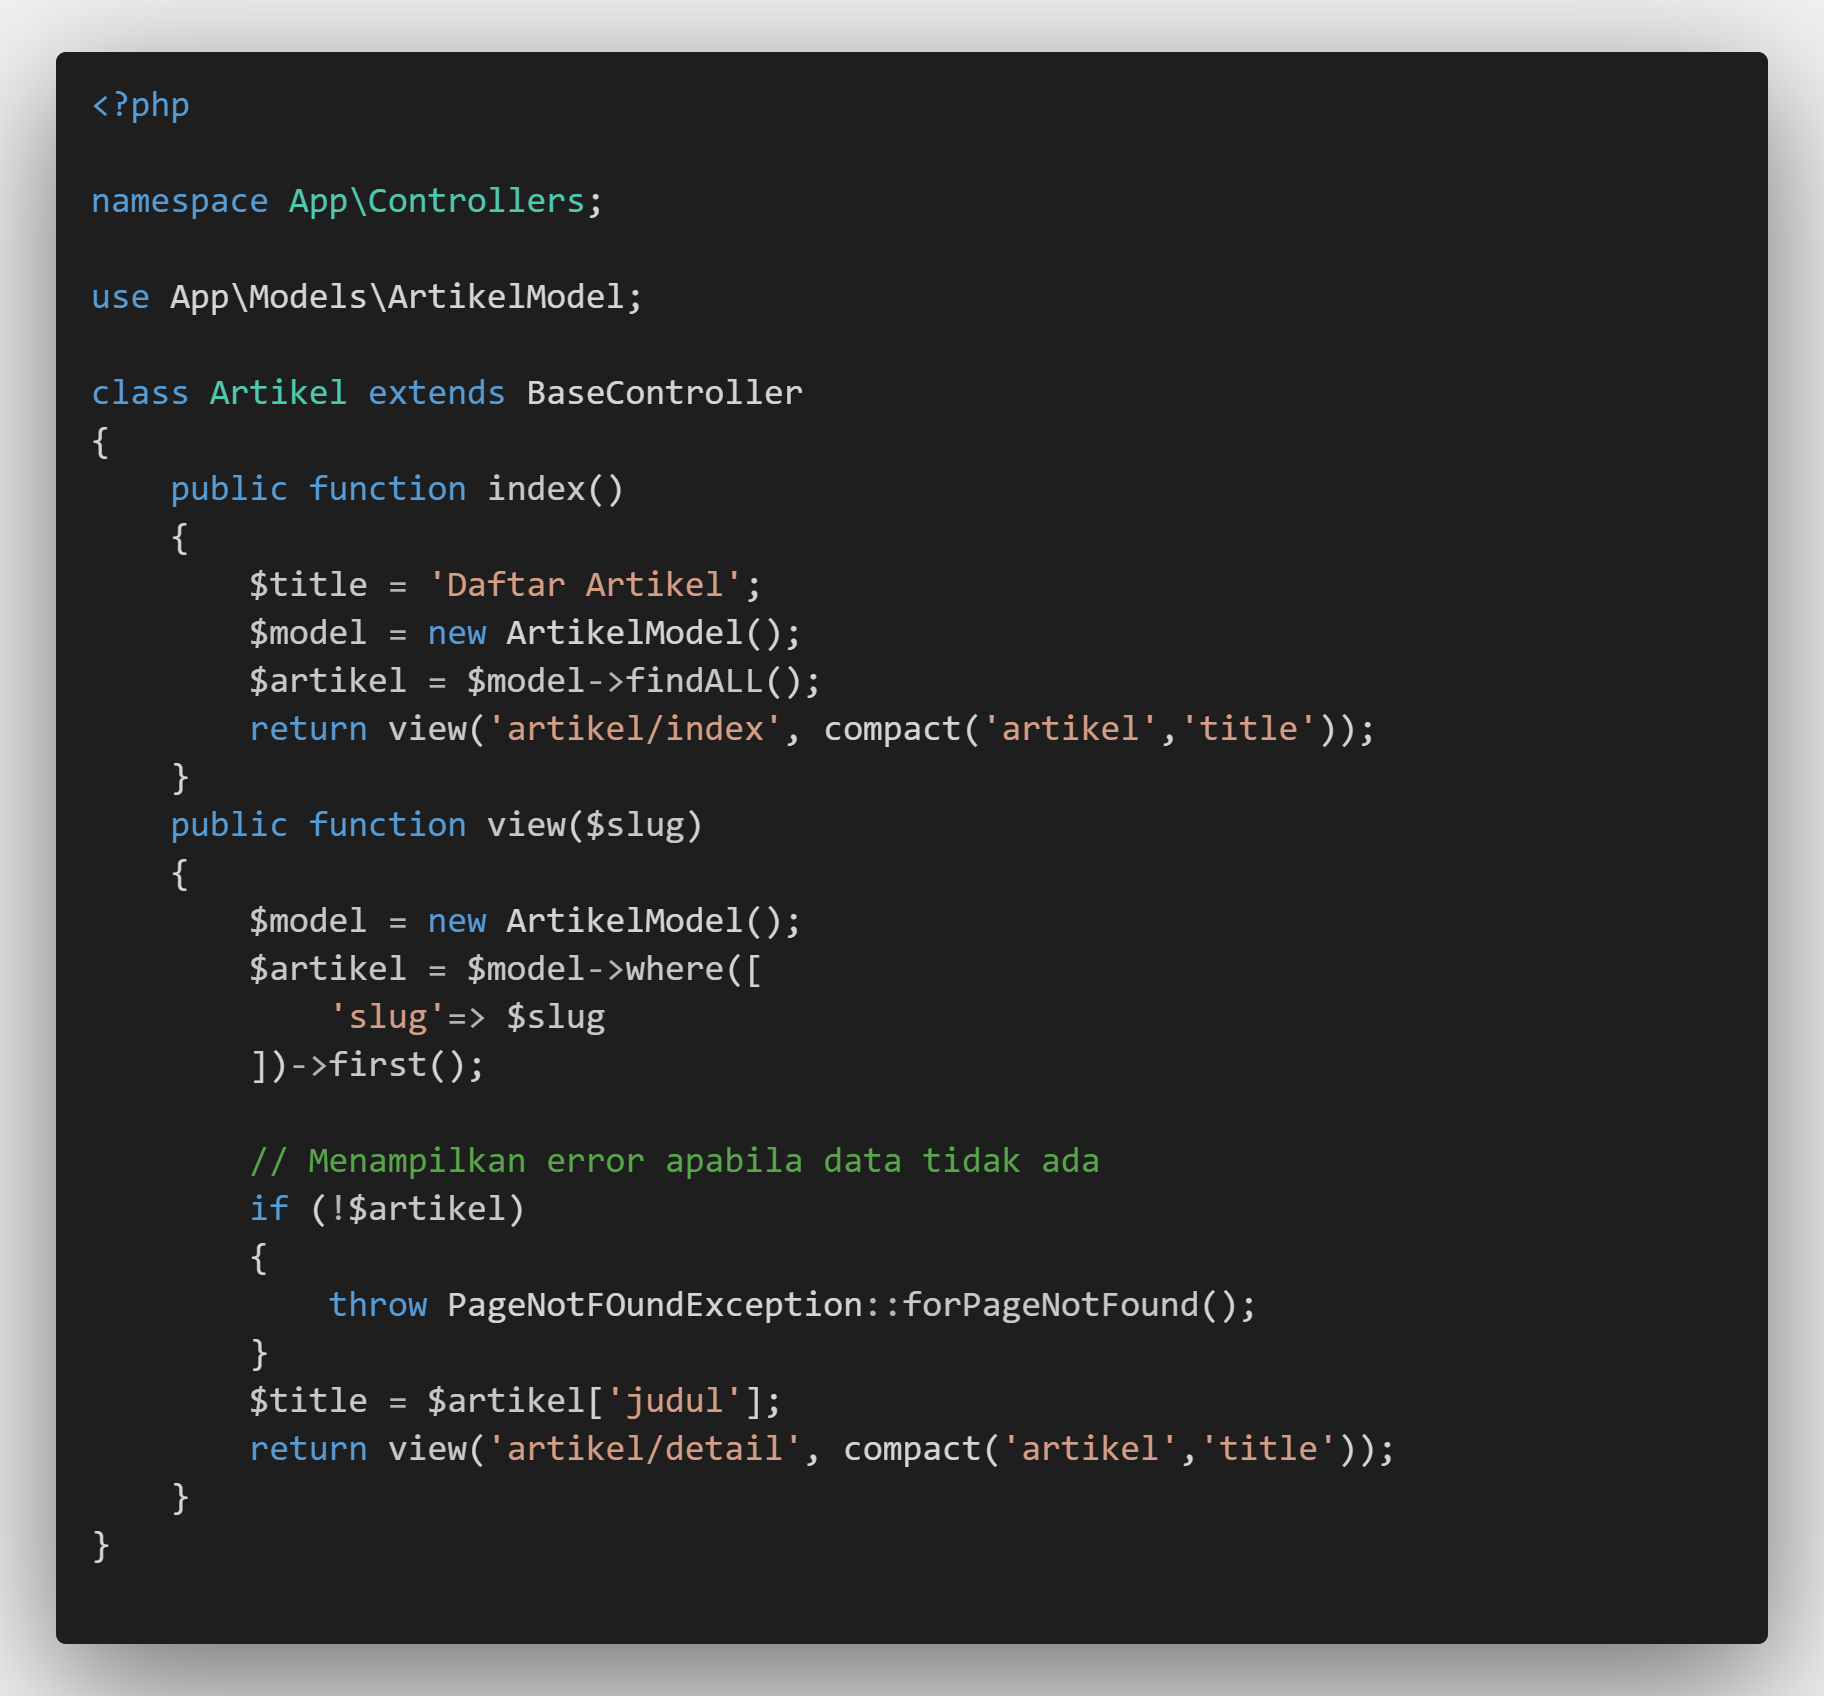 <?php
namespace App\Controllers;
use App\Models\ArtikelModel;
class Artikel extends BaseController
{
    public function index()
    {
        $title = 'Daftar Artikel';
        $model = new ArtikelModel();
        $artikel = $model->findALL();
        return view('artikel/index', compact('artikel','title'));
    }
    public function view($slug)
    {
        $model = new ArtikelModel();
        $artikel = $model->where([
            'slug'=> $slug
        ])->first();
        // Menampilkan error apabila data tidak ada
        if (!$artikel)
        {
            throw PageNotFOundException::forPageNotFound();
        }
        $title = $artikel['judul'];
        return view('artikel/detail', compact('artikel','title'));
    }
}